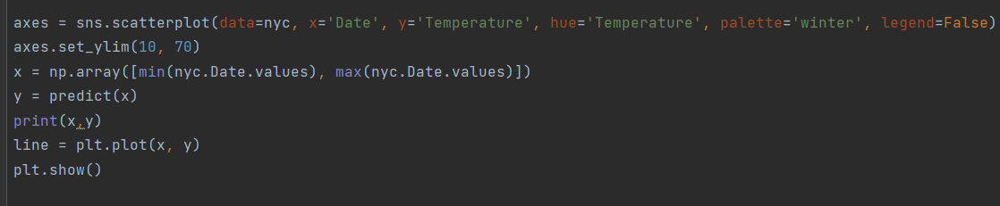 axes = sns.scatterplot(data=nyc, x='Date', y='Temperature', hue='Temperature', palette='winter', legend=False)
axes.set_ylim(10, 70)
x = np.array([min(nyc.Date.values), max(nyc.Date.values)])
y = predict(x)
print(x,y)
line = plt.plot(x, y)
plt.show()